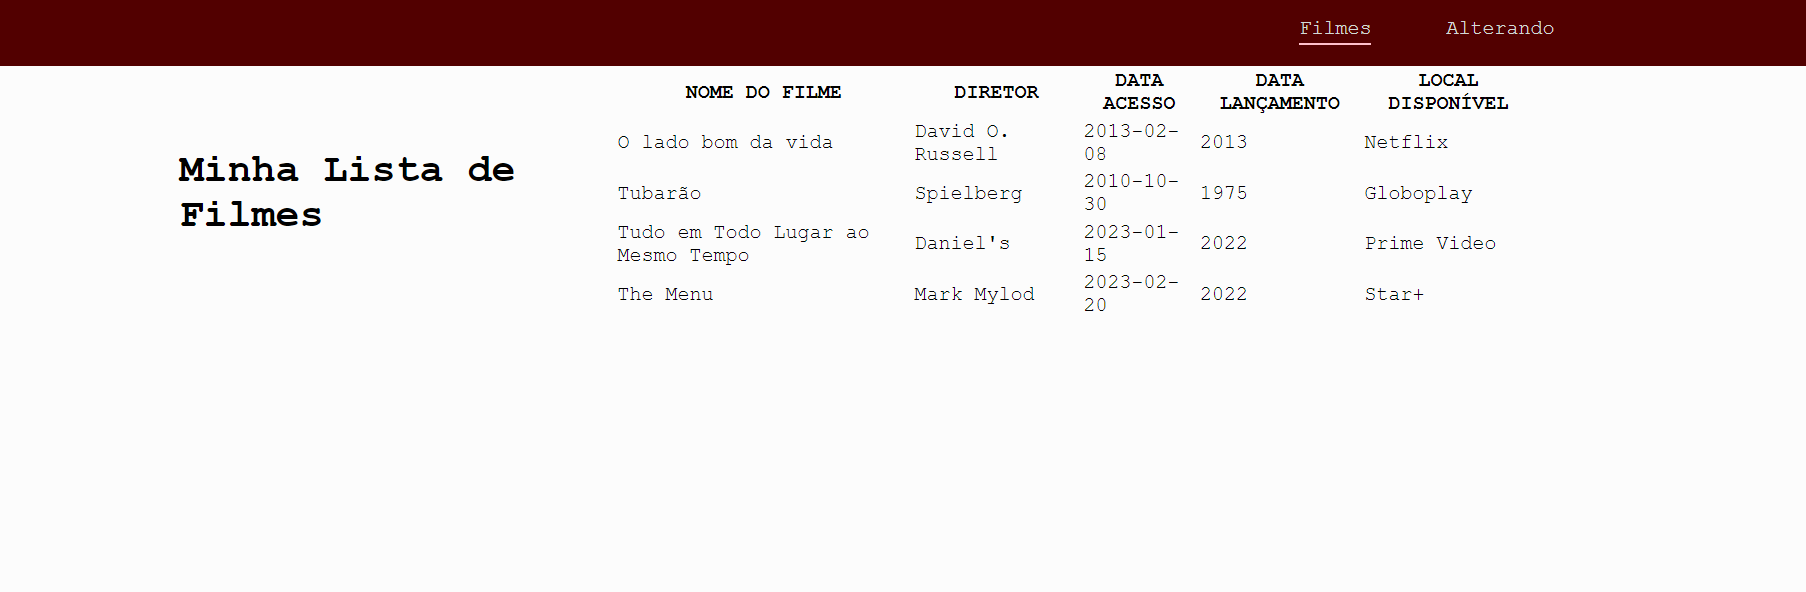 Filmes Alterando
Minha Lista de
Filmes
NOME DO FILME DIRETOR DATA ACESSO DATA LANÇAMENTO LOCAL DISPONÍVEL
O lado bom da vida David O. Russell 2013-02-08 2013 Netflix
Tubarão Spielberg 2010-10-30 1975 Globoplay
Tudo em Todo Lugar ao Mesmo Tempo Daniel's 2023-01-15 2022 Prime Video
The Menu Mark Mylod 2023-02-20 2022 Star+